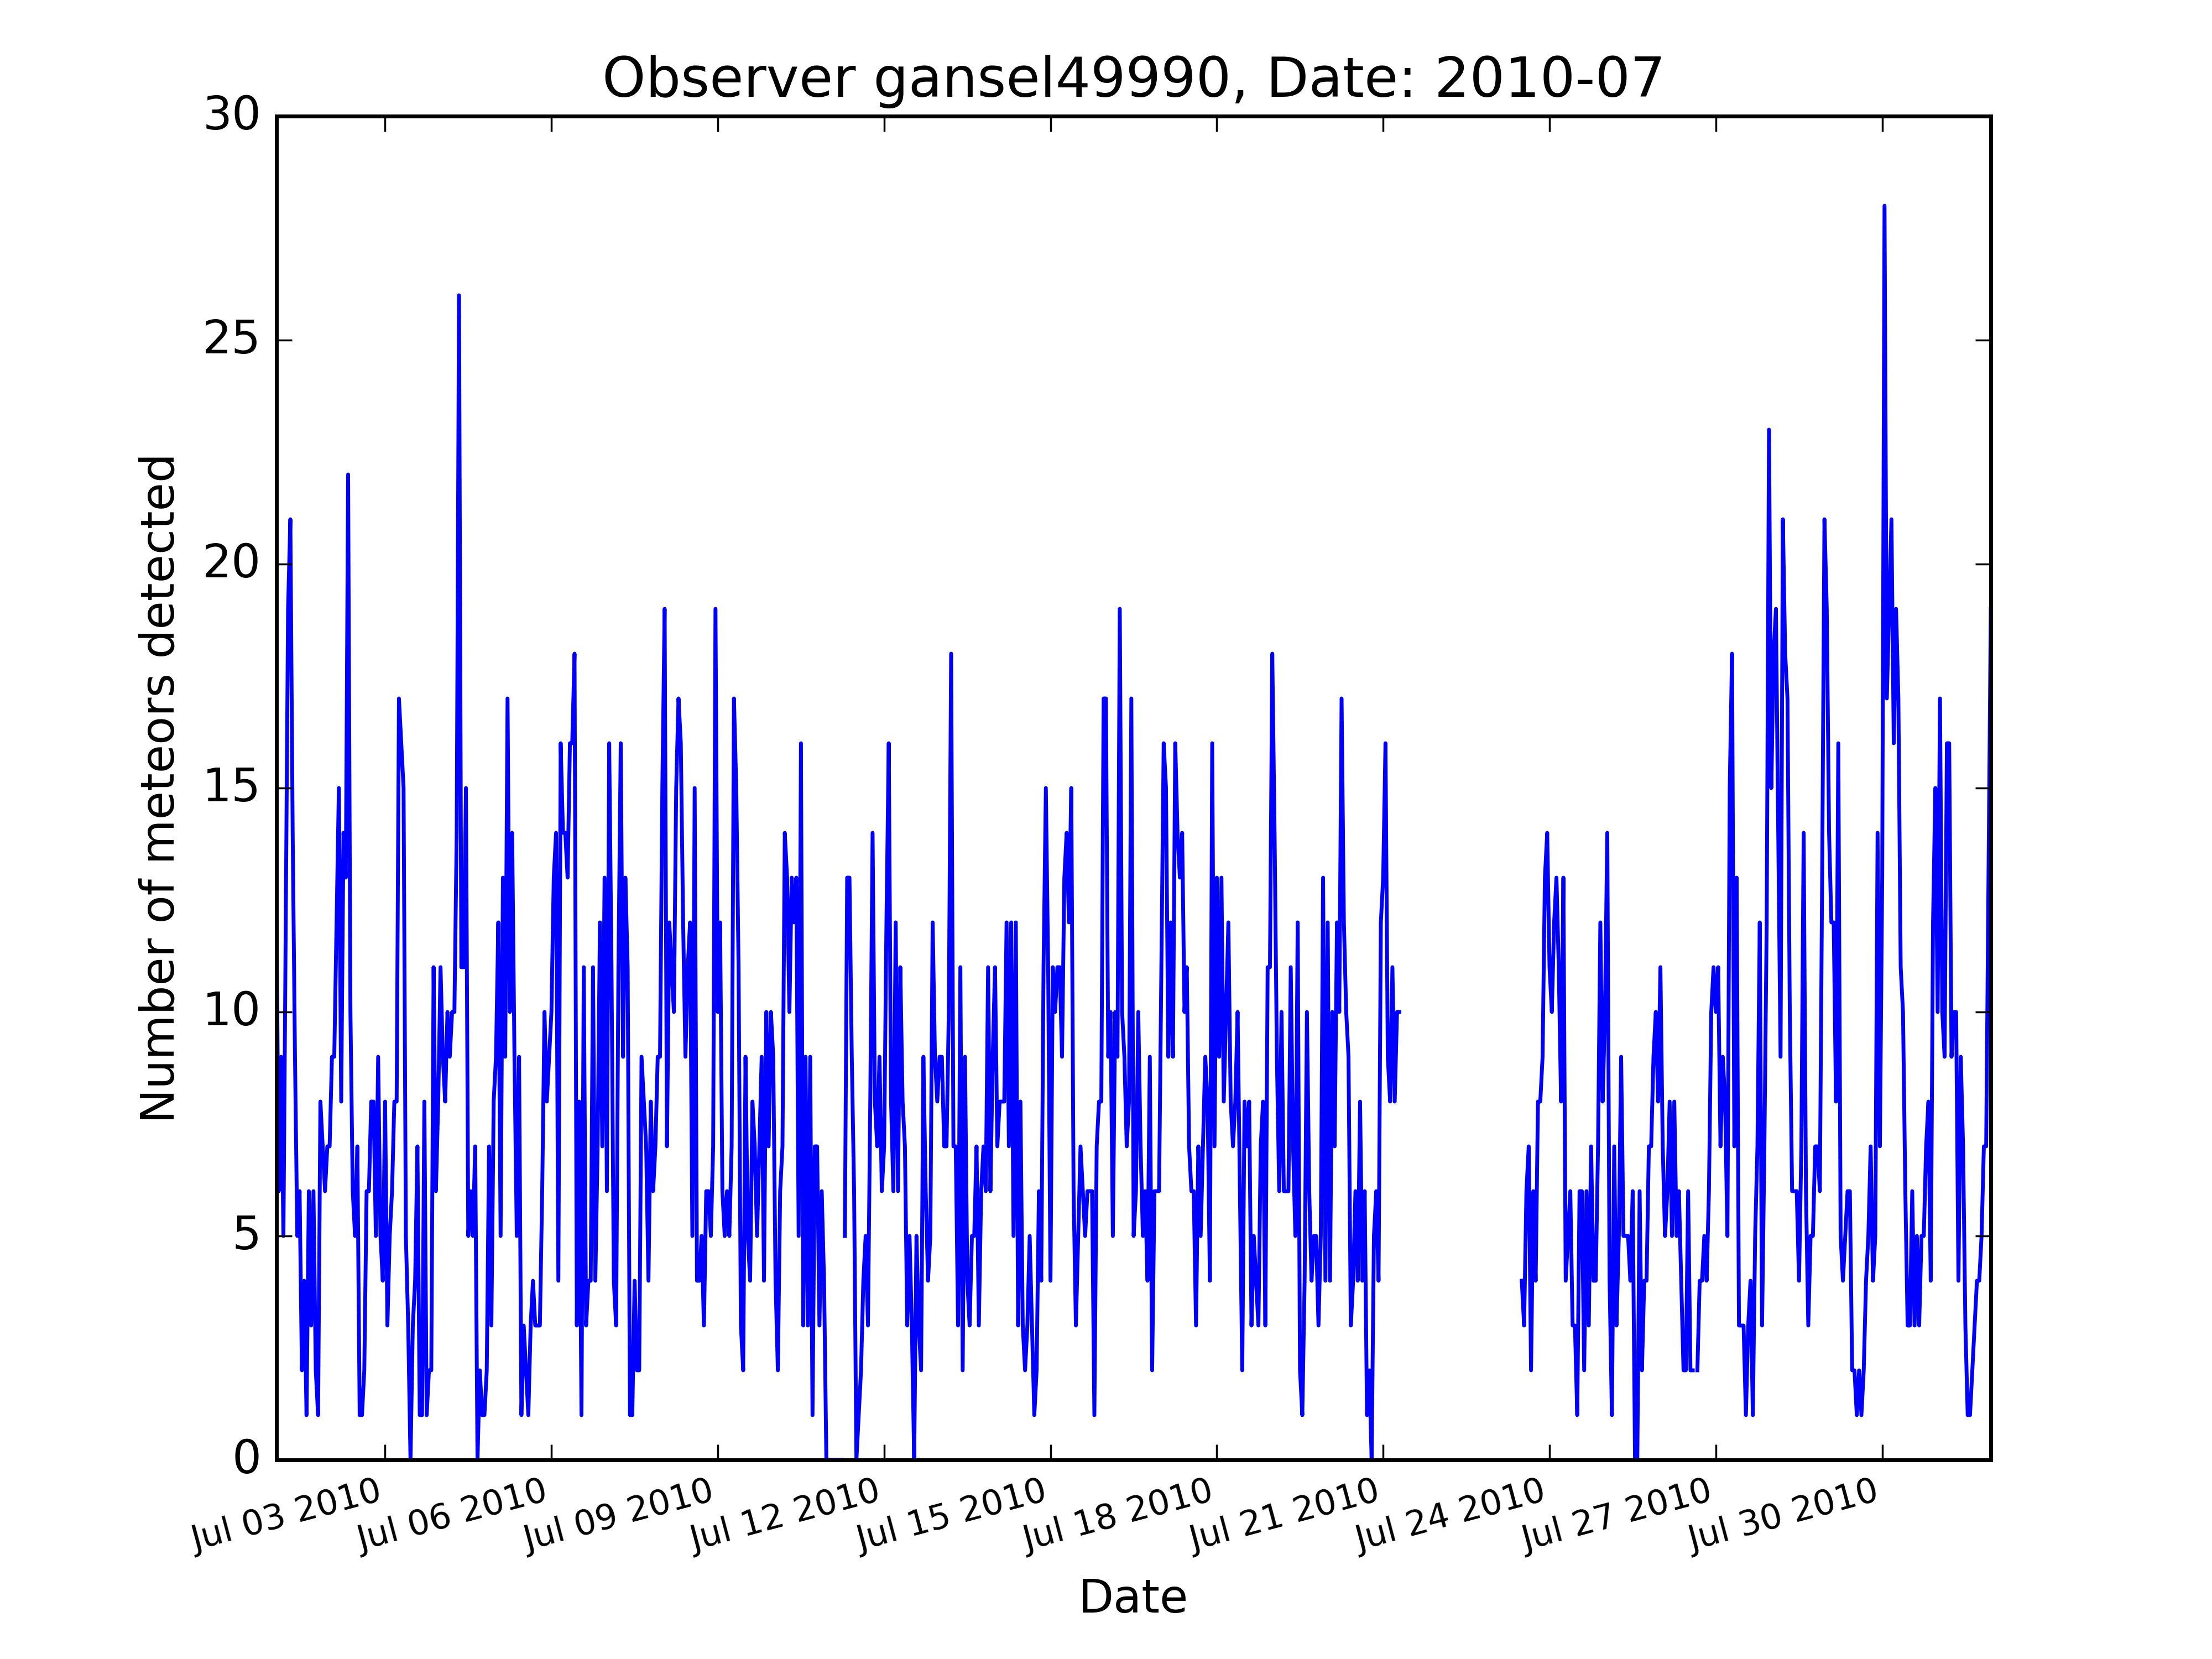 Observer gansel49990, Date: 2010-07
30
25
20
15
10
5
0
Number of meteors detected
Jul 03 2010
Jul 06 2010
Jul 09 2010
Jul 12 2010
Jul 15 2010
Jul 18 2010
Jul 21 2010
Jul 24 2010
Jul 27 2010
Jul 30 2010
Date